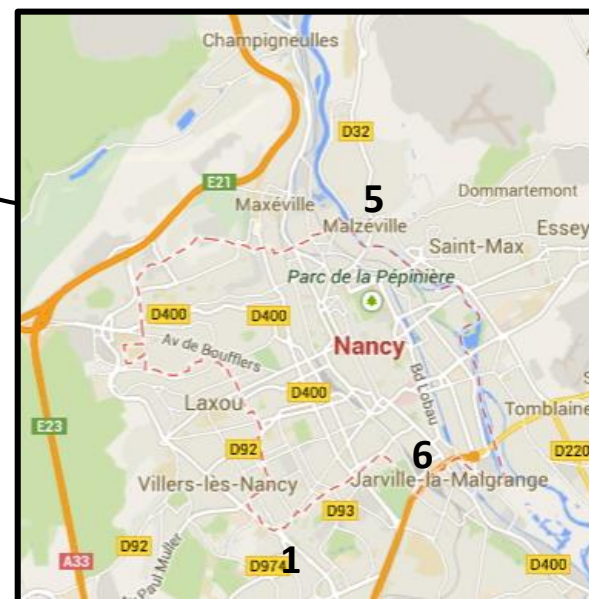 Champigneulles
D32
E21
5
Dommartemont
Maxéville
Malzéville
Essey
Saint-Max
Parc de la Pépinière
D400
D400
Av de Boufflers
Nancy
Bd Lobau
D400
Laxou
Tomblaine
E23
D92
6
D220
Villers-lès-Nancy
Jarville-la-Malgrange
D93
D92
Paul Muller
1
A33
D974
D400